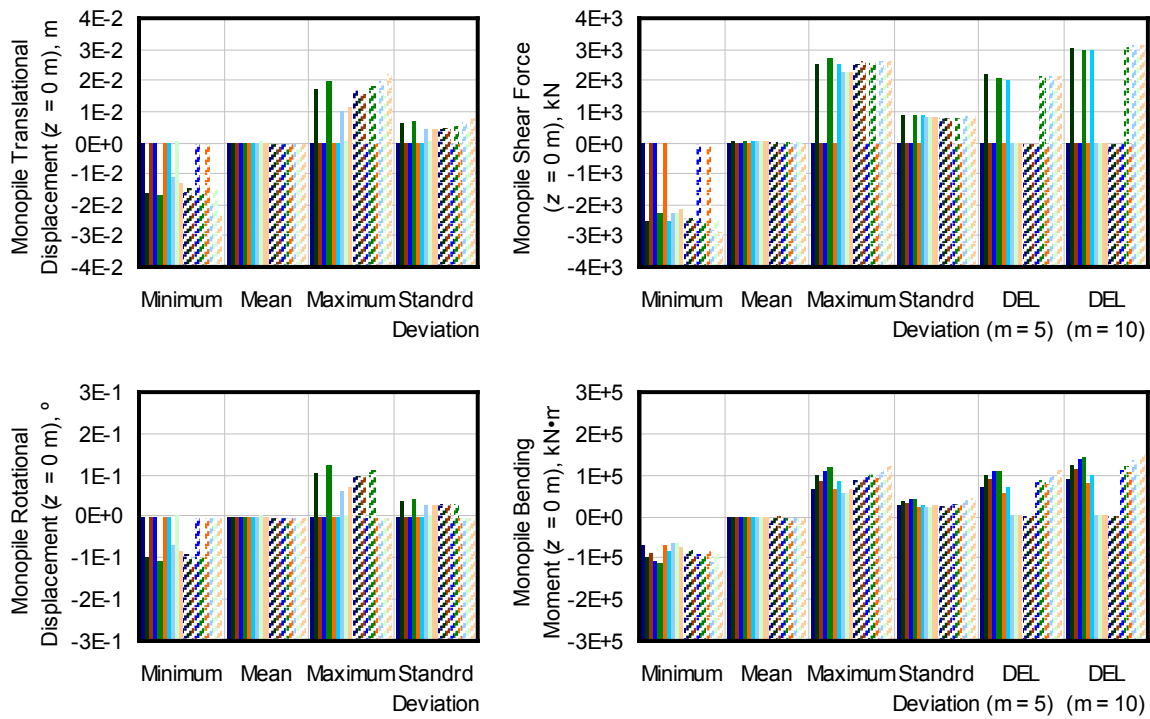 Monopile Translational
Displacement (z = 0 m), m
4E-2
3E-2
2E-2
1E-2
0E+0
-1E-2
-2E-2
-3E-2
-4E-2
Minimum Mean Maximum Standrd
Deviation
Monopile Shear Force
(z = 0 m), kN
4E+3
3E+3
2E+3
1E+3
0E+0
-1E+3
-2E+3
-3E+3
-4E+3
Minimum Mean Maximum Standrd DEL DEL
Deviation (m = 5) (m = 10)
Monopile Rotational
Displacement (z = 0 m), º
3E-1
2E-1
1E-1
0E+0
-1E-1
-2E-1
-3E-1
Minimum Mean Maximum Standrd
Deviation
Monopile Bending
Moment (z = 0 m), kN•m
3E+5
2E+5
1E+5
0E+0
-1E+5
-2E+5
-3E+5
Minimum Mean Maximum Standrd DEL DEL
Deviation (m = 5) (m = 10)